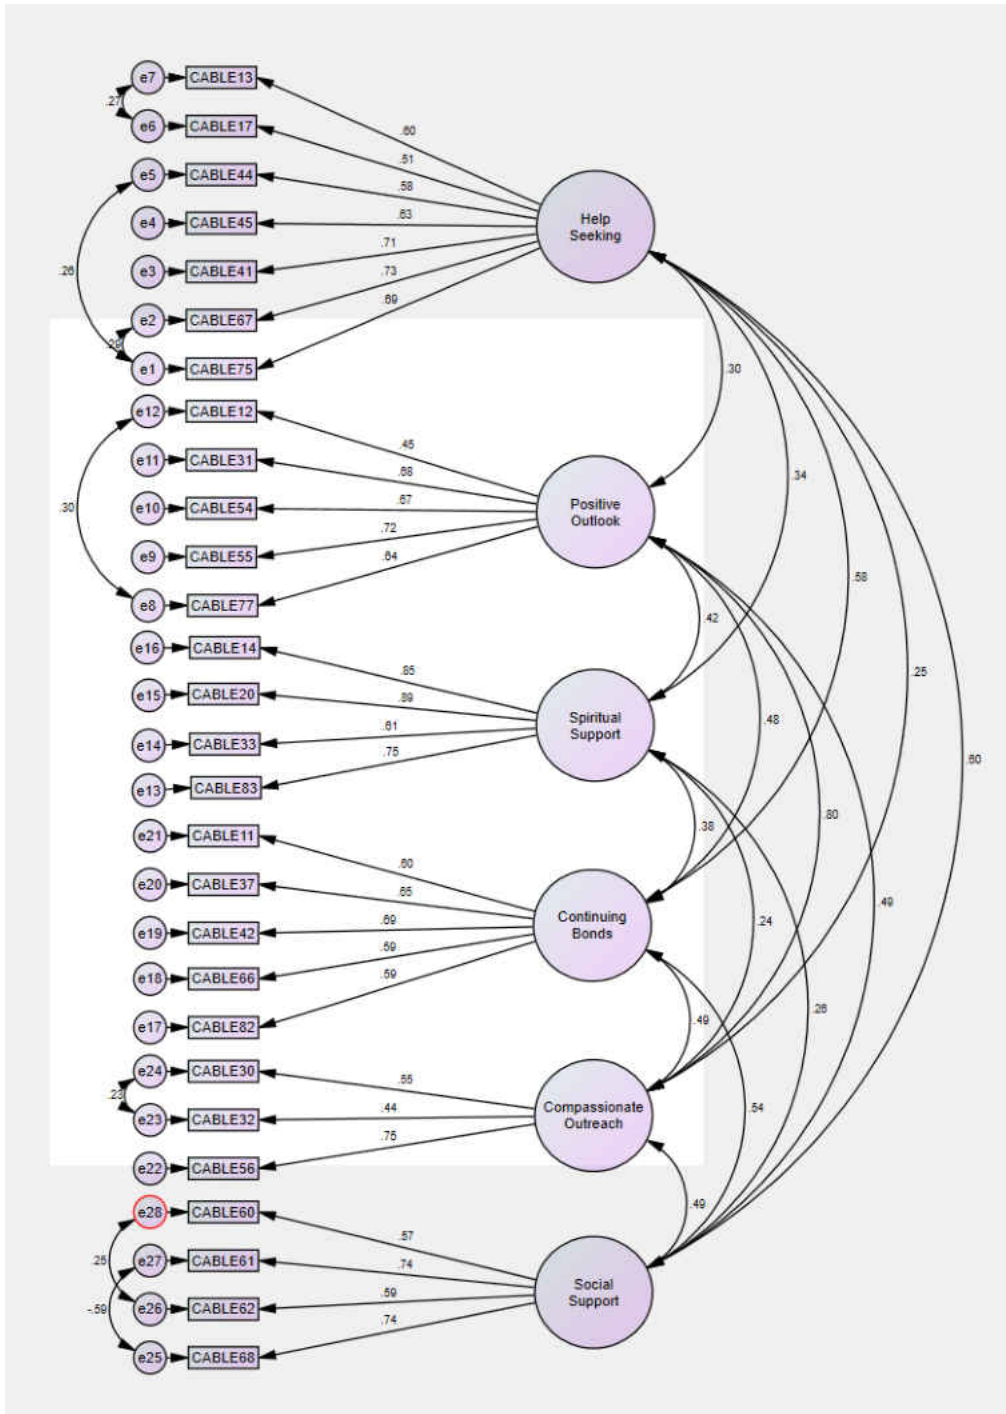 e7 CABLE13
.27
.60
e6 CABLE17
.51
e5 CABLE44
.58
Help
Seeking
e4 CABLE45
.63
.71
.26
e3 CABLE41
.73
.69
e2 CABLE67
.29
e1 CABLE75
.30
e12 CABLE12
.45
e11 CABLE31
.68
.34
.30
e10 CABLE54
.67
Positive
Outlook
e9 CABLE55
.72
.58
e8 CABLE77
.64
.42
e16 CABLE14
.85
.25
e15 CABLE20
.89
Spiritual
Support
.48
e14 CABLE33
.61
.75
.60
e13 CABLE83
.80
.38
e21 CABLE11
.60
e20 CABLE37
.65
.49
Continuing
Bonds
.24
e19 CABLE42
.69
e18 CABLE66
.59
.59
.26
e17 CABLE82
.49
e24 CABLE30
.55
.23
Compassionate
Outreach
.54
e23 CABLE32
.44
.75
e22 CABLE56
.49
e28 CABLE60
.57
.25
e27 CABLE61
.74
Social
Support
-.59
e26 CABLE62
.59
.74
e25 CABLE68